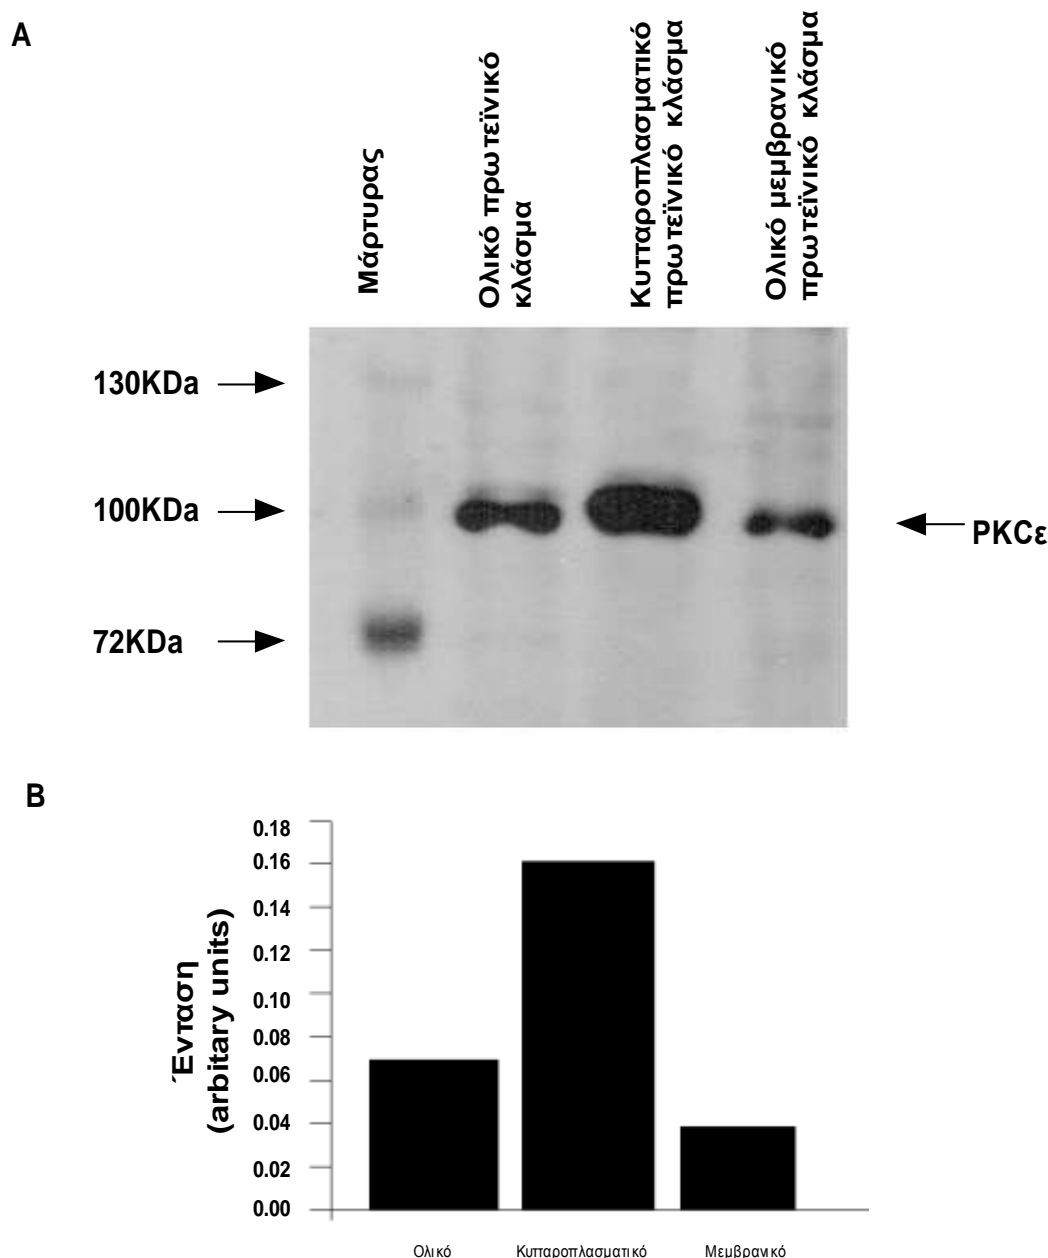 A
Μάρτυρας
Ολικό πρωτεϊνικό
κλάσμα
Κυτταροπλασματικό
πρωτεϊνικό κλάσμα
Ολικό μεμβρανικό
πρωτεϊνικό κλάσμα
130KDa
100KDa
72KDa
PKCε
B
Ένταση
(arbitary units)
0.18
0.16
0.14
0.12
0.10
0.08
0.06
0.04
0.02
0.00
Ολικό
Κυτταροπλασματικό
Μεμβρανικό